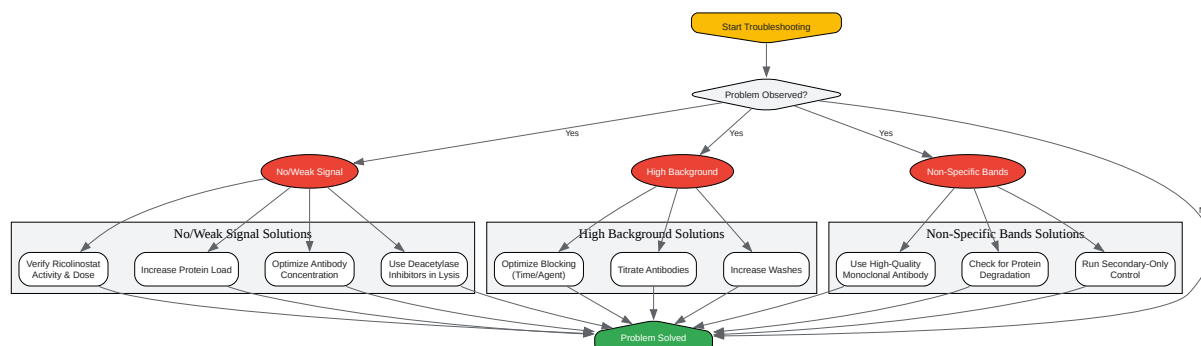 Start Troubleshooting
Problem Observed?
Yes
Yes
Yes
No/Weak Signal
High Background
Non-Specific Bands
No/Weak Signal Solutions
High Background Solutions
Non-Specific Bands Solutions
Verify Ricolinostat
Activity & Dose
Increase Protein Load
Optimize Antibody
Concentration
Use Deacetylase
Inhibitors in Lysis
Optimize Blocking
(Time/Agent)
Titrate Antibodies
Increase Washes
Use High-Quality
Monoclonal Antibody
Check for Protein
Degradation
Run Secondary-Only
Control
Problem Solved